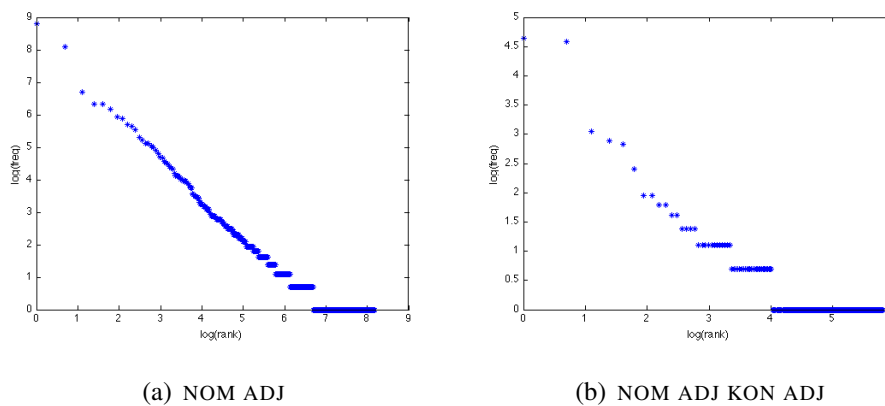 9
8
7
6
5
4
3
2
1
0
log(freq)
0 1 2 3 4 5 6 7 8 9
log(rank)
5
4.5
4
3.5
3
2.5
2
1.5
1
0.5
0
log(freq)
0 1 2 3 4 5
log(rank)
(a) NOM ADJ
(b) NOM ADJ KON ADJ